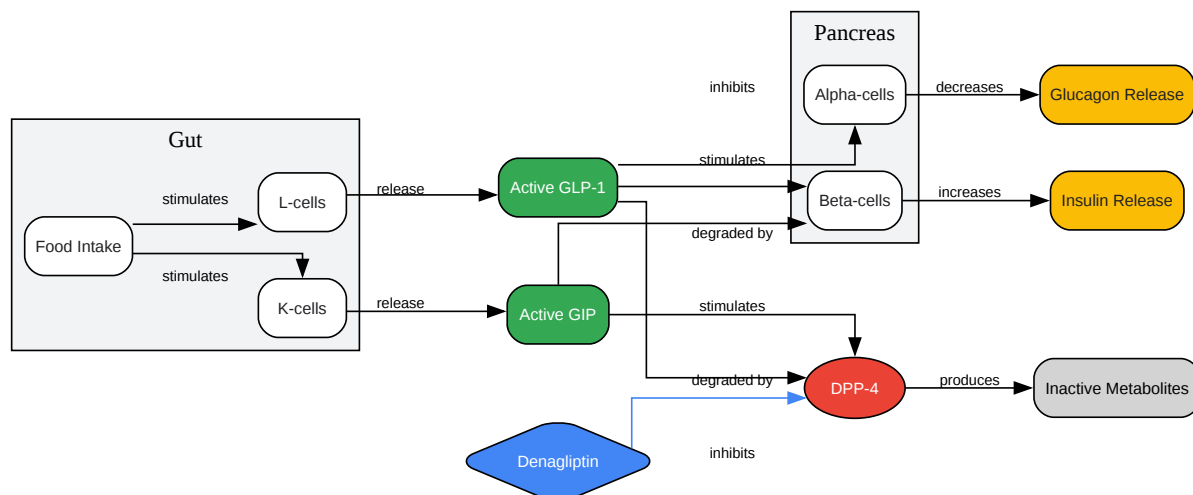 Pancreas
inhibits
Alpha-cells
decreases
Glucagon Release
Gut
stimulates
Active GLP-1
stimulates
L-cells
release
Beta-cells
increases
Insulin Release
Food Intake
degraded by
stimulates
K-cells
release
Active GIP
stimulates
degraded by
DPP-4
produces
Inactive Metabolites
Denagliptin
inhibits